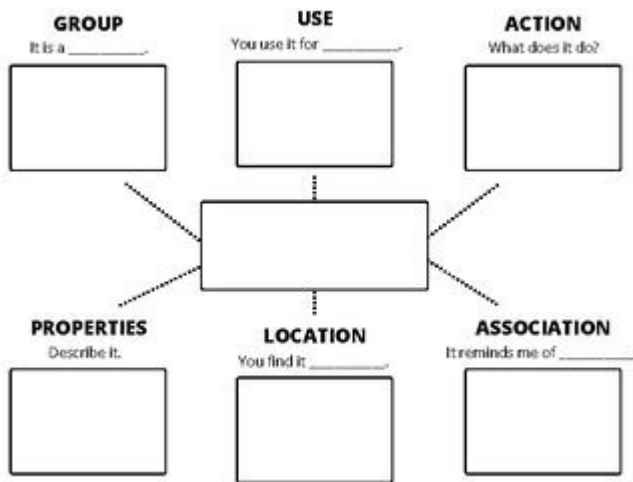 GROUP
It is a __________.
USE
You use it for __________.
ACTION
What does it do?
PROPERTIES
Describe it.
LOCATION
You find it __________.
ASSOCIATION
It reminds me of __________